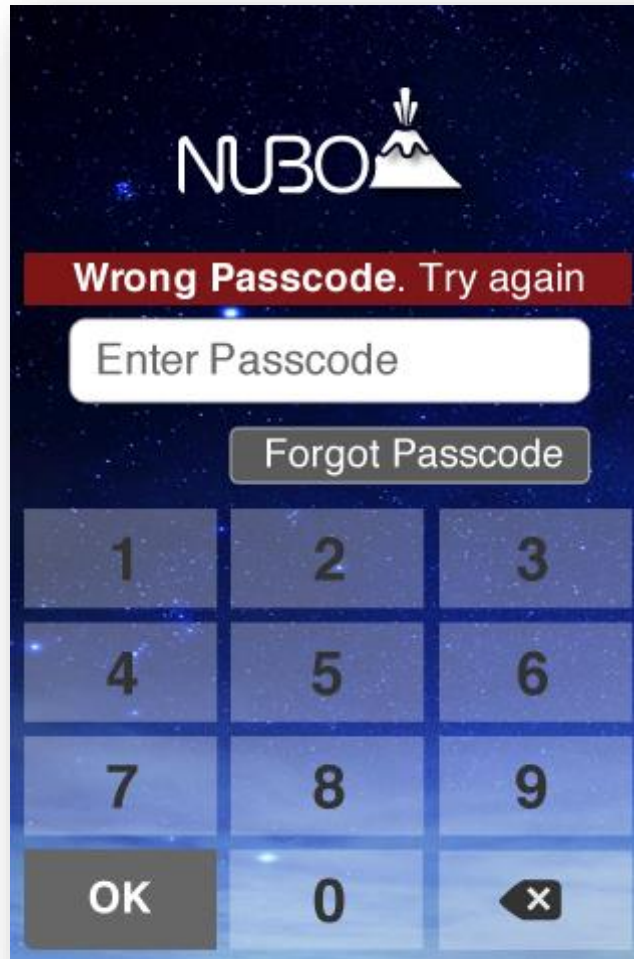 NUBO
Wrong Passcode. Try again
Enter Passcode
Forgot Passcode
1 2 3
4 5 6
7 8 9
OK 0